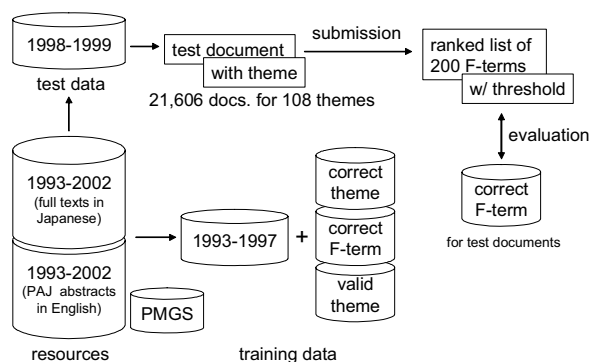 1998-1999
test data
test document
with theme
21,606 docs. for 108 themes
submission
ranked list of
200 F-terms
w/ threshold
evaluation
correct
F-term
for test documents
1993-2002
(full texts in
Japanese)
1993-2002
(PAJ abstracts
in English)
PMGS
resources
1993-1997
+
correct
theme
correct
F-term
valid
theme
training data